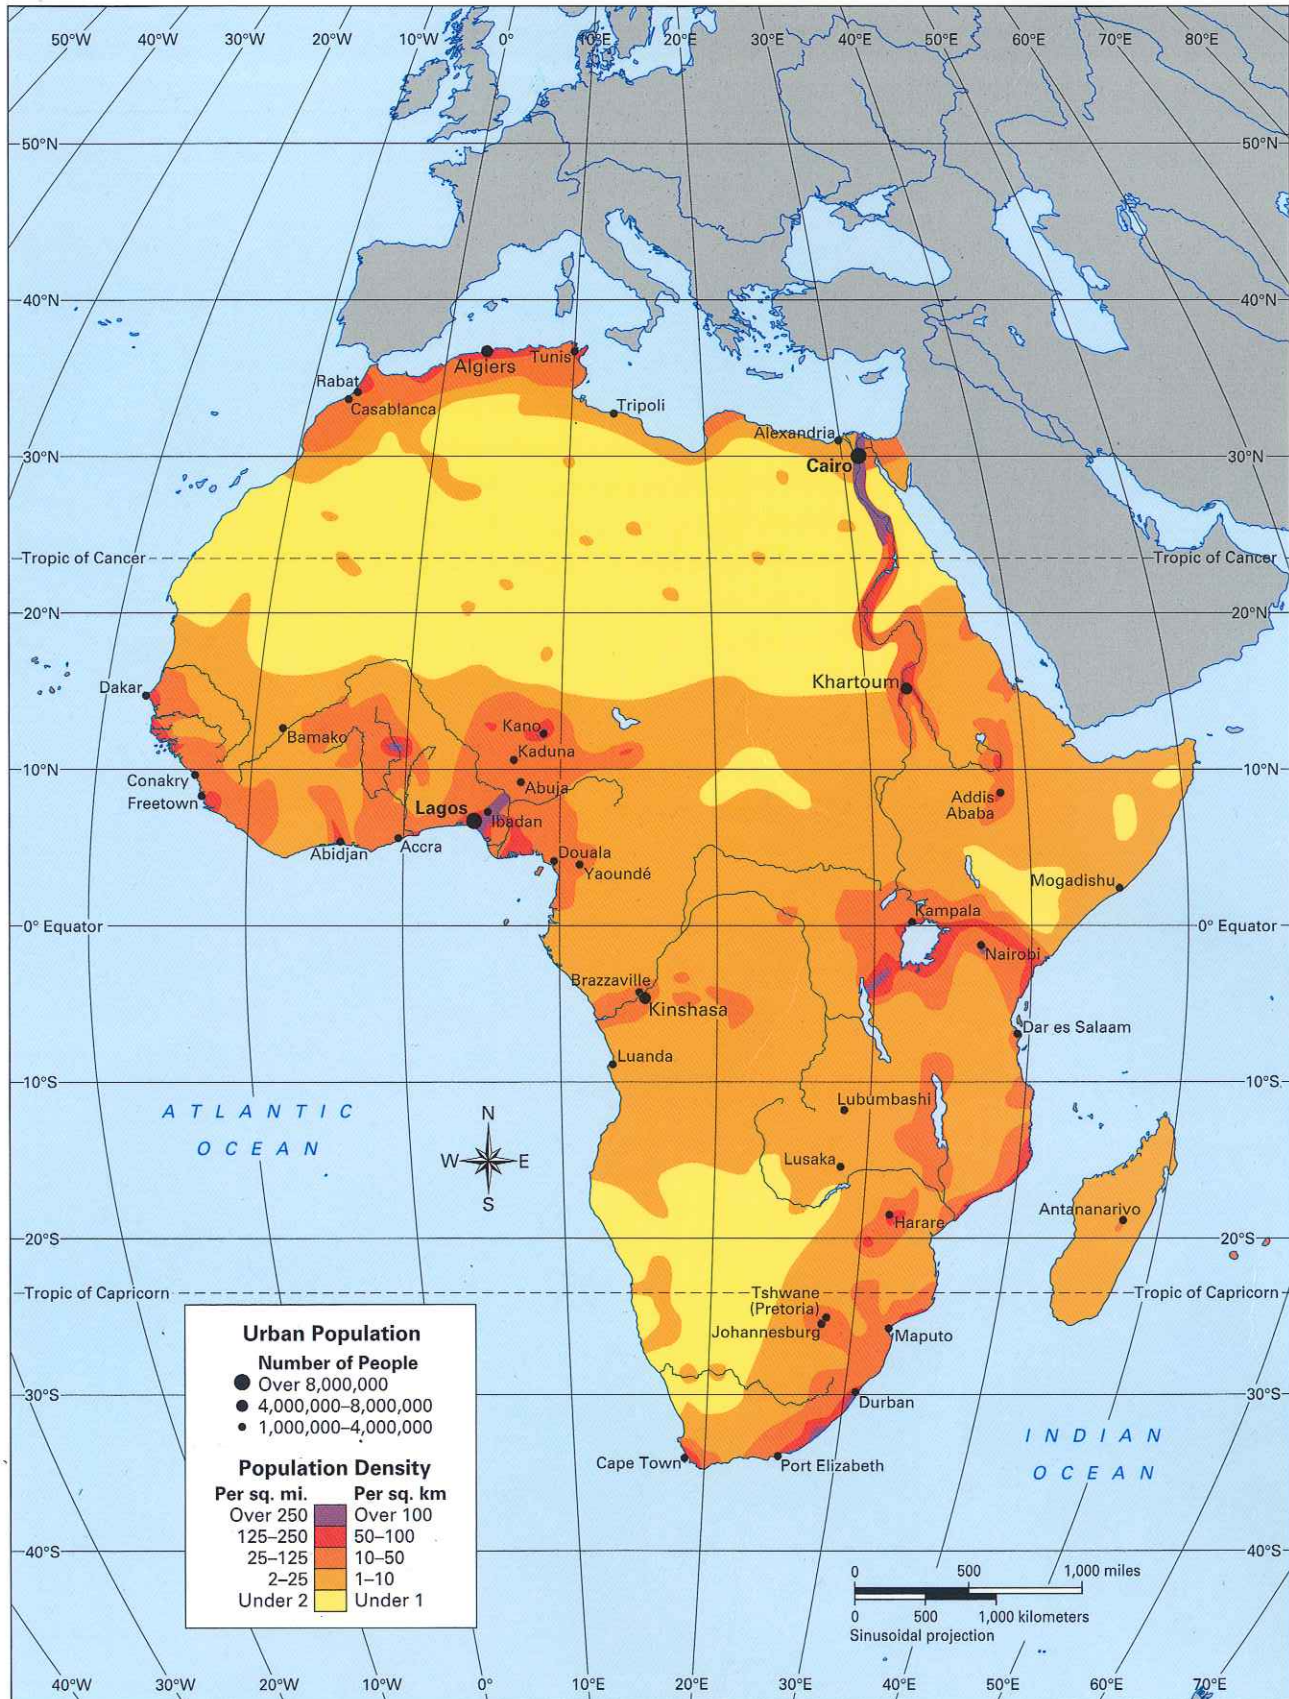 50°W 40°W 30°W 20°W 10°W 0° 10°E 20°E 30°E 40°E 50°E 60°E 70°E 80°E
50°N 50°N
40°N 40°N
Algiers
Tunis
Rabat
Casablanca
Tripoli
Alexandria
30°N 30°N
Cairo
Tropic of Cancer Tropic of Cancer
20°N 20°N
Khartoum
Dakar
Bamako
Kano
Kaduna
10°N 10°N
Conakry
Freetown
Abuja
Addis
Ababa
Lagos
Ibadan
Abidjan
Accra
Douala
Yaoundé
Mogadishu
Kampala
0° Equator 0° Equator
Nairobi
Brazzaville
Kinshasa
Dar es Salaam
Luanda
10°S 10°S
ATLANTIC
OCEAN
Lubumbashi
N
W E
S
Lusaka
Antananarivo
Harare
20°S 20°S
Tropic of Capricorn Tropic of Capricorn
Tshwane
(Pretoria)
Johannesburg
Maputo
30°S 30°S
Durban
Cape Town
Port Elizabeth
INDIAN
OCEAN
40°S 40°S
Urban Population
Number of People
Over 8,000,000
4,000,000–8,000,000
1,000,000–4,000,000
Population Density
Per sq. mi. Per sq. km
Over 250 Over 100
125–250 50–100
25–125 10–50
2–25 1–10
Under 2 Under 1
0 500 1,000 miles
0 500 1,000 kilometers
Sinusoidal projection
40°W 30°W 20°W 10°W 0° 10°E 20°E 30°E 40°E 50°E 60°E 70°E